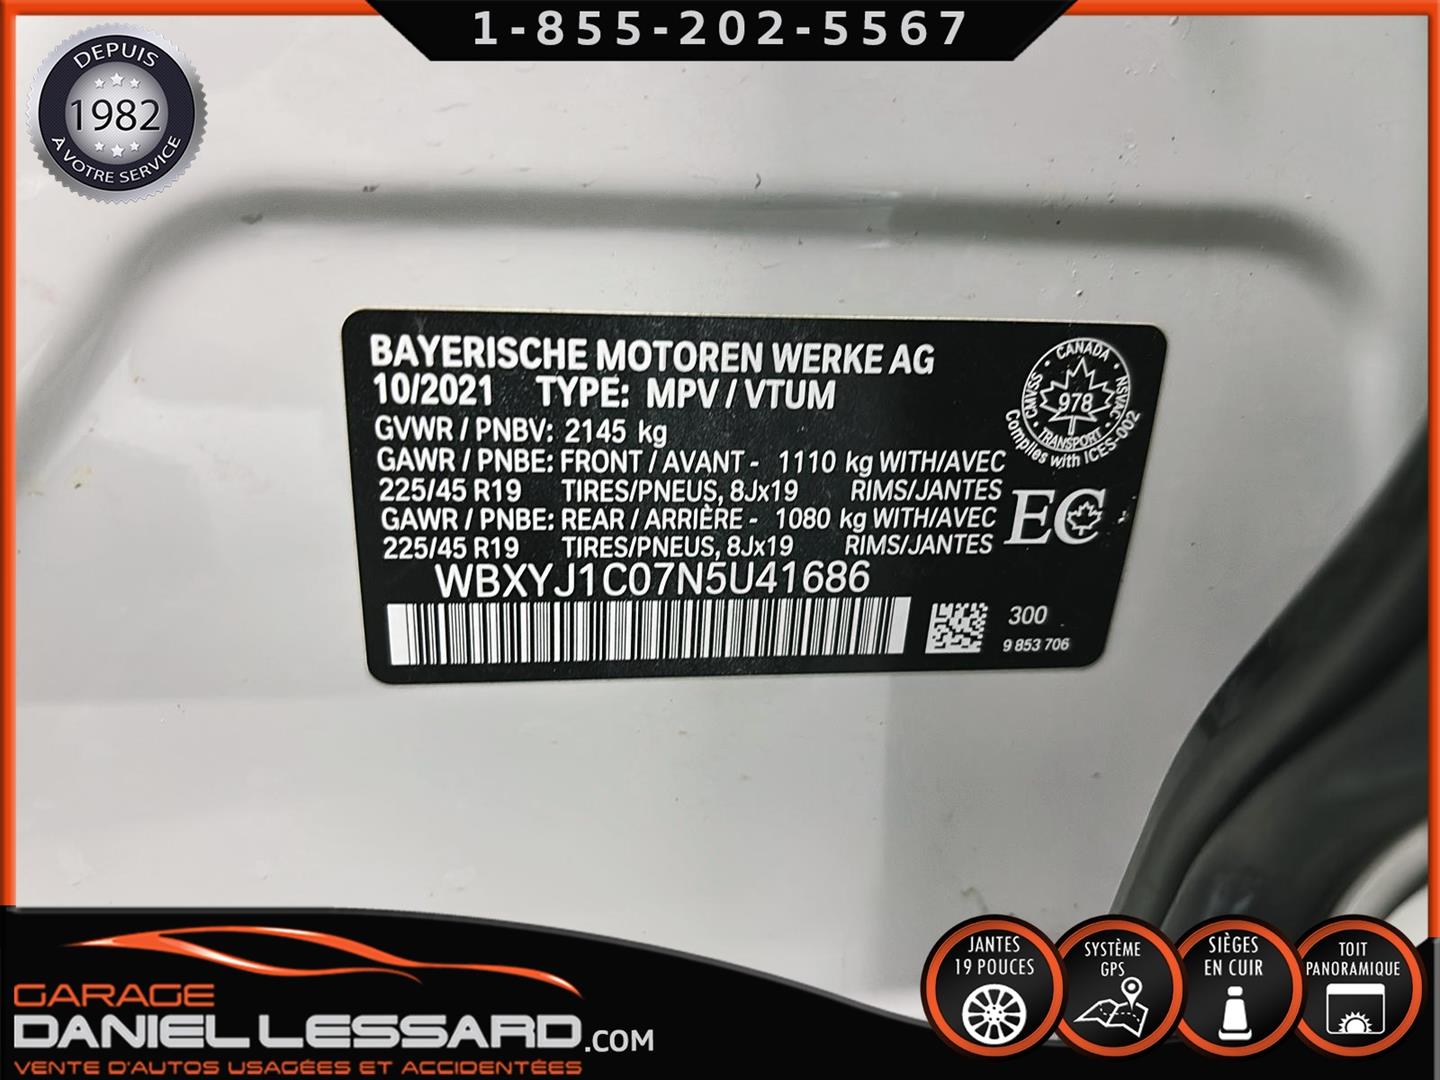 1-855-202-5567
DEPUIS
1982
À VOTRE SERVICE
BAYERISCHE MOTOREN WERKE AG
10/2021 TYPE: MPV / VTUM
GVWR / PNBV: 2145 kg
GAWR / PNBE: FRONT / AVANT - 1110 kg WITH/AVEC
225/45 R19 TIRES/PNEUS, 8Jx19 RIMS/JANTES
GAWR / PNBE: REAR / ARRIÈRE - 1080 kg WITH/AVEC
225/45 R19 TIRES/PNEUS, 8Jx19 RIMS/JANTES
WBXYJ1C07N5U41686
CANADA
CMVSS 978 NSVAC
TRANSPORT
Complies with ICES-002
EC
300
9 853 706
GARAGE
DANIEL LESSARD.COM
VENTE D'AUTOS USAGÉES ET ACCIDENTÉES
JANTES
19 POUCES
SYSTÈME
GPS
SIÈGES
EN CUIR
TOIT
PANORAMIQUE